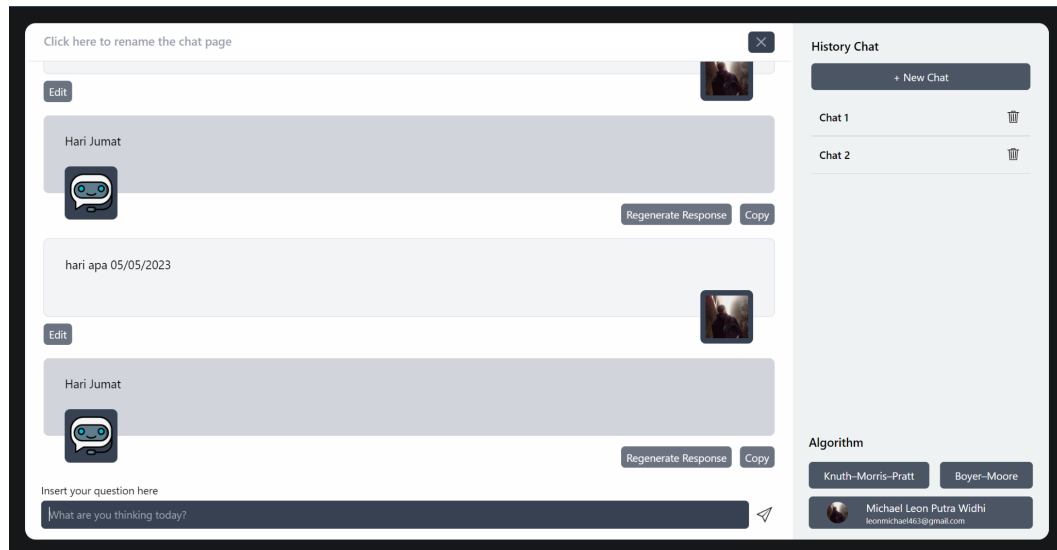 Click here to rename the chat page
Edit
Hari Jumat
Regenerate Response
Copy
hari apa 05/05/2023
Edit
Hari Jumat
Regenerate Response
Copy
Insert your question here
What are you thinking today?
History Chat
+ New Chat
Chat 1
Chat 2
Algorithm
Knuth–Morris–Pratt
Boyer–Moore
Michael Leon Putra Widhi
leonmichael463@gmail.com